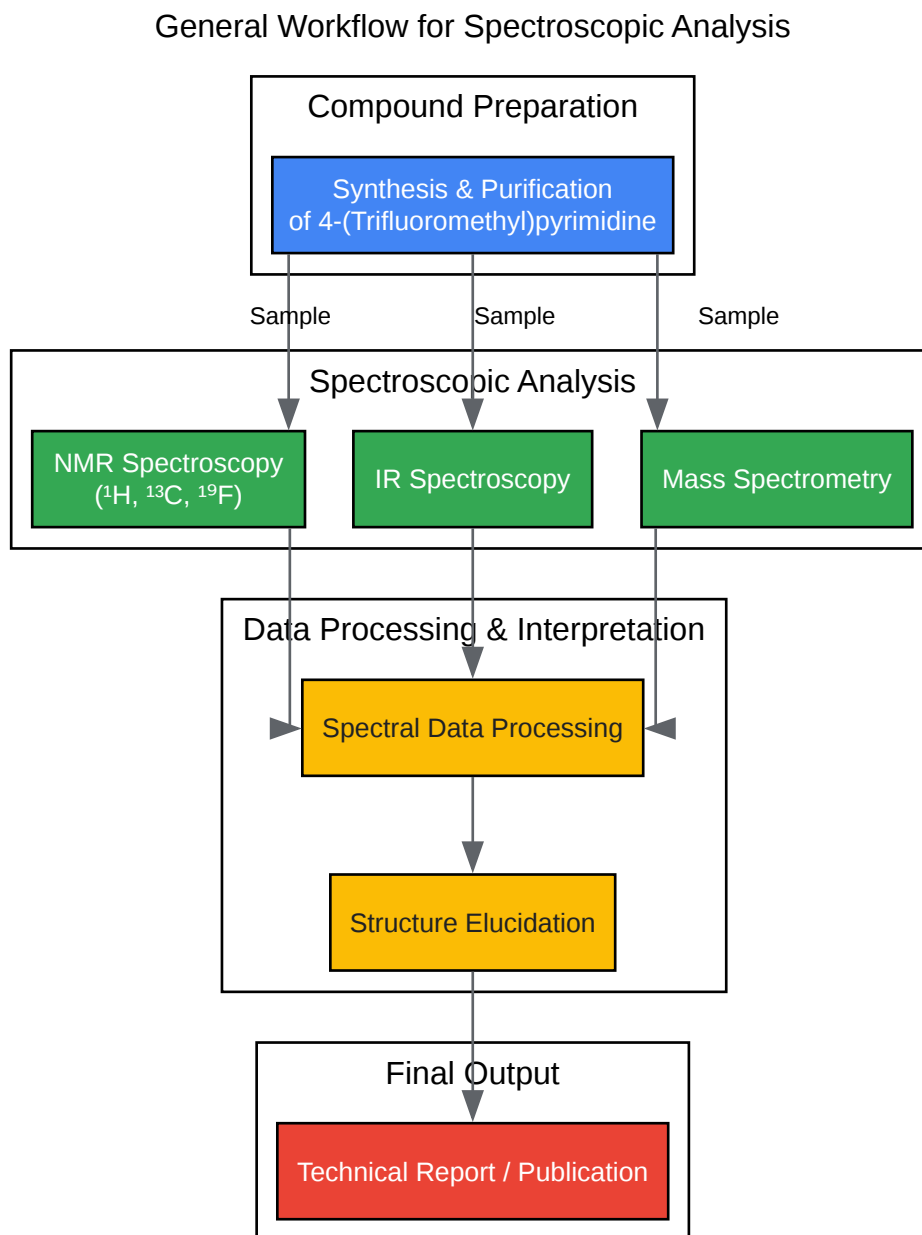 General Workflow for Spectroscopic Analysis
Compound Preparation
Synthesis & Purification
of 4-(Trifluoromethyl)pyrimidine
Sample
Sample
Sample
Spectroscopic Analysis
NMR Spectroscopy
(¹H, ¹³C, ¹⁹F)
IR Spectroscopy
Mass Spectrometry
Data Processing & Interpretation
Spectral Data Processing
Structure Elucidation
Final Output
Technical Report / Publication